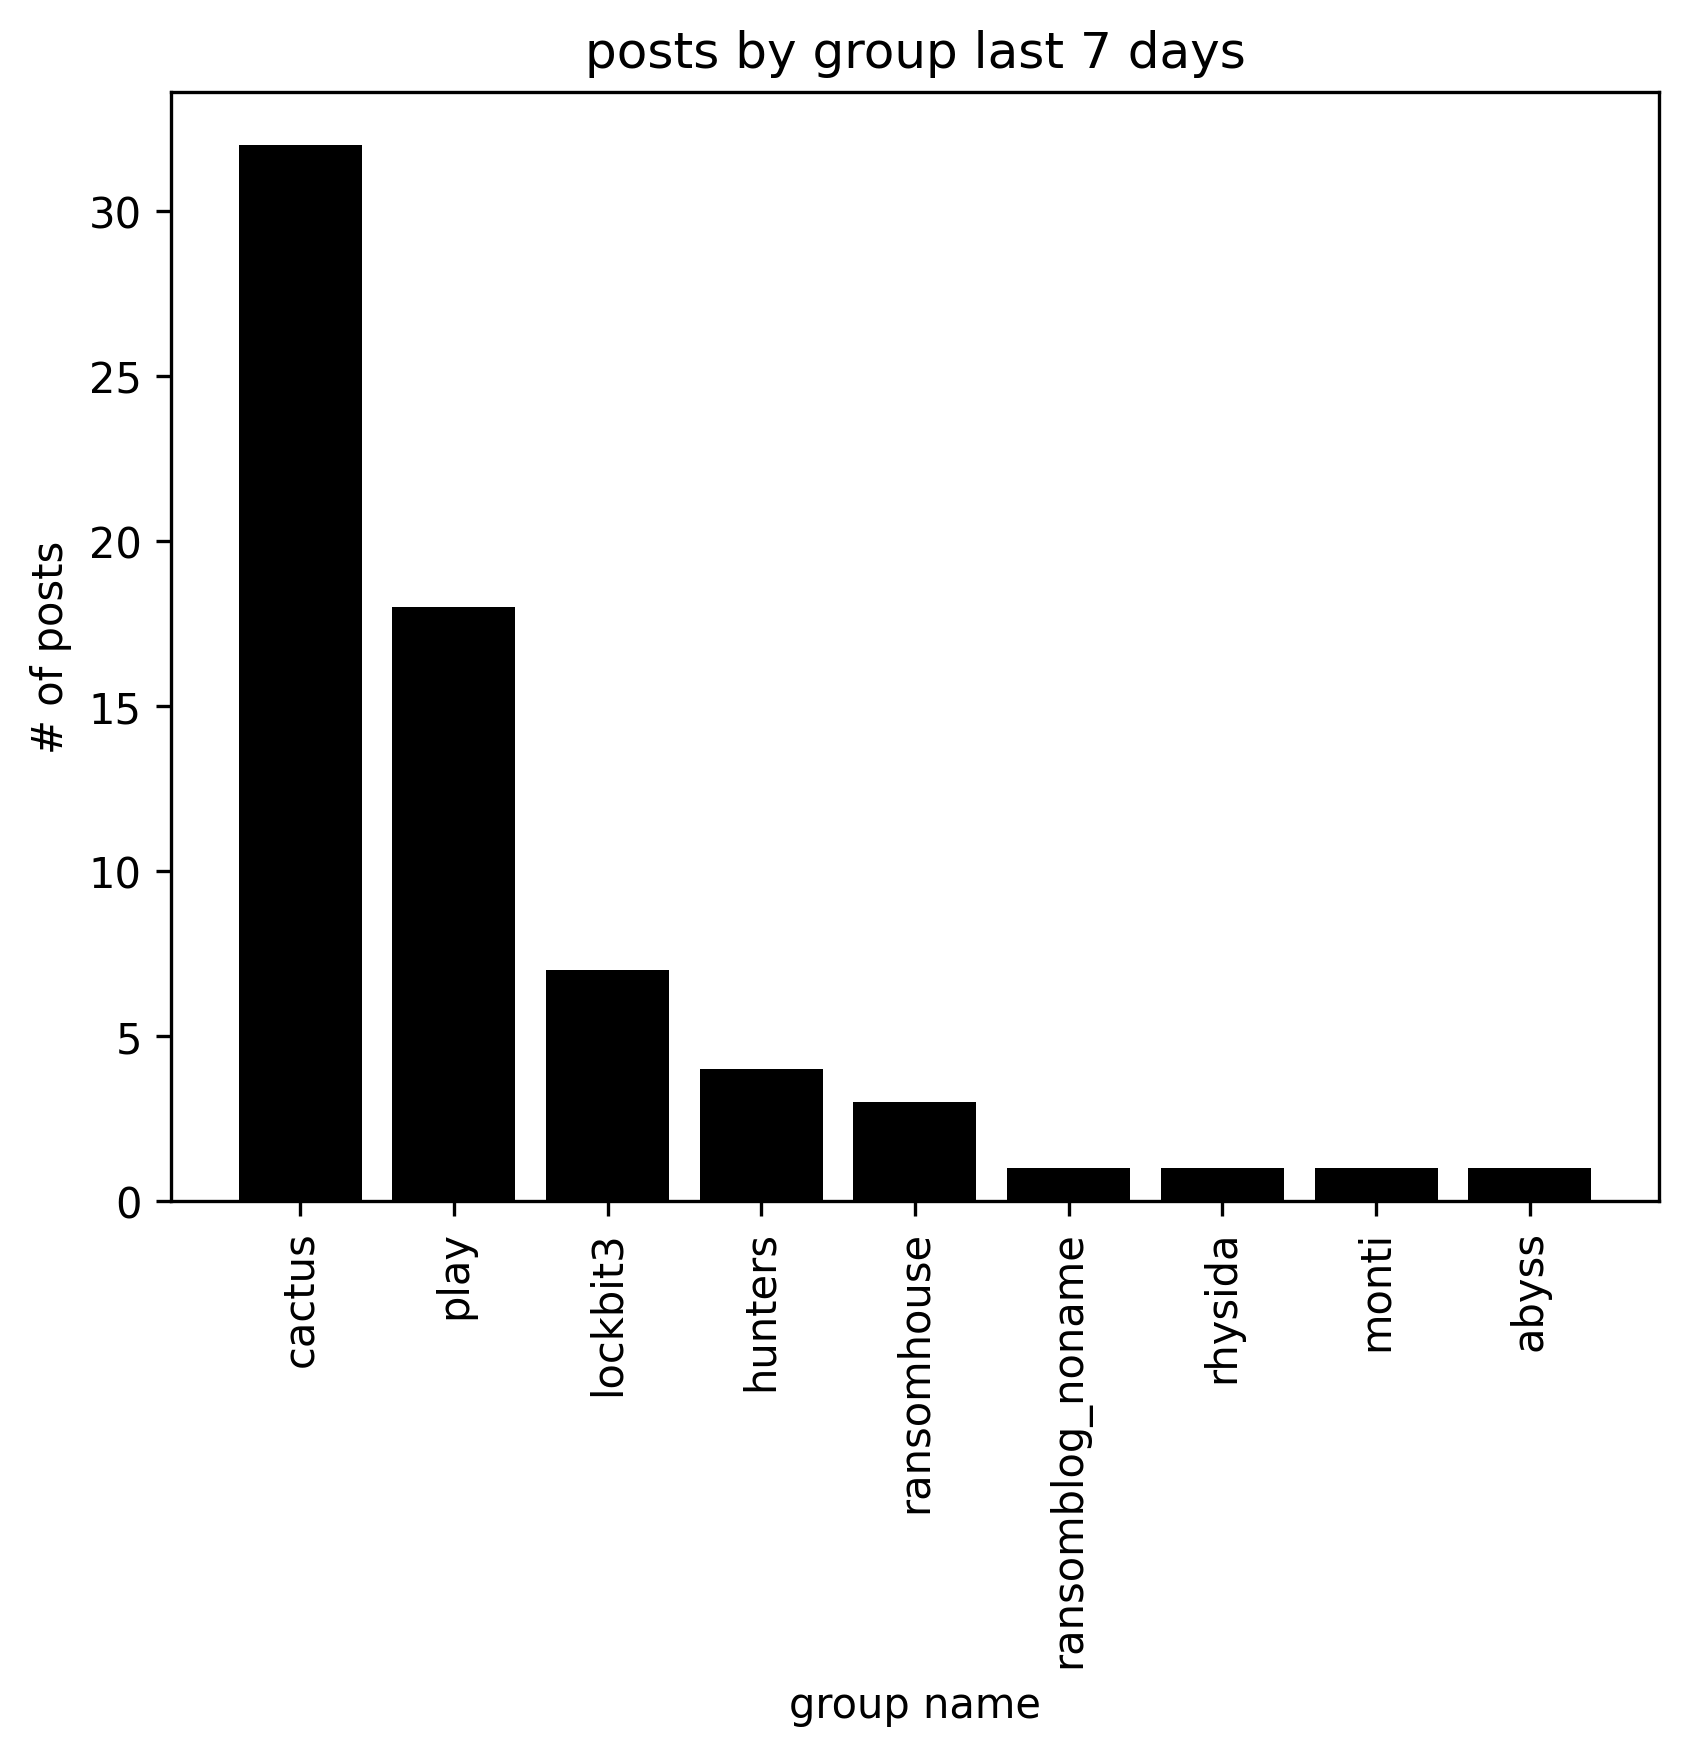 posts by group last 7 days
# of posts
30
25
20
15
10
5
0
cactus
play
lockbit3
hunters
ransomhouse
ransomblog_noname
rhysida
monti
abyss
group name